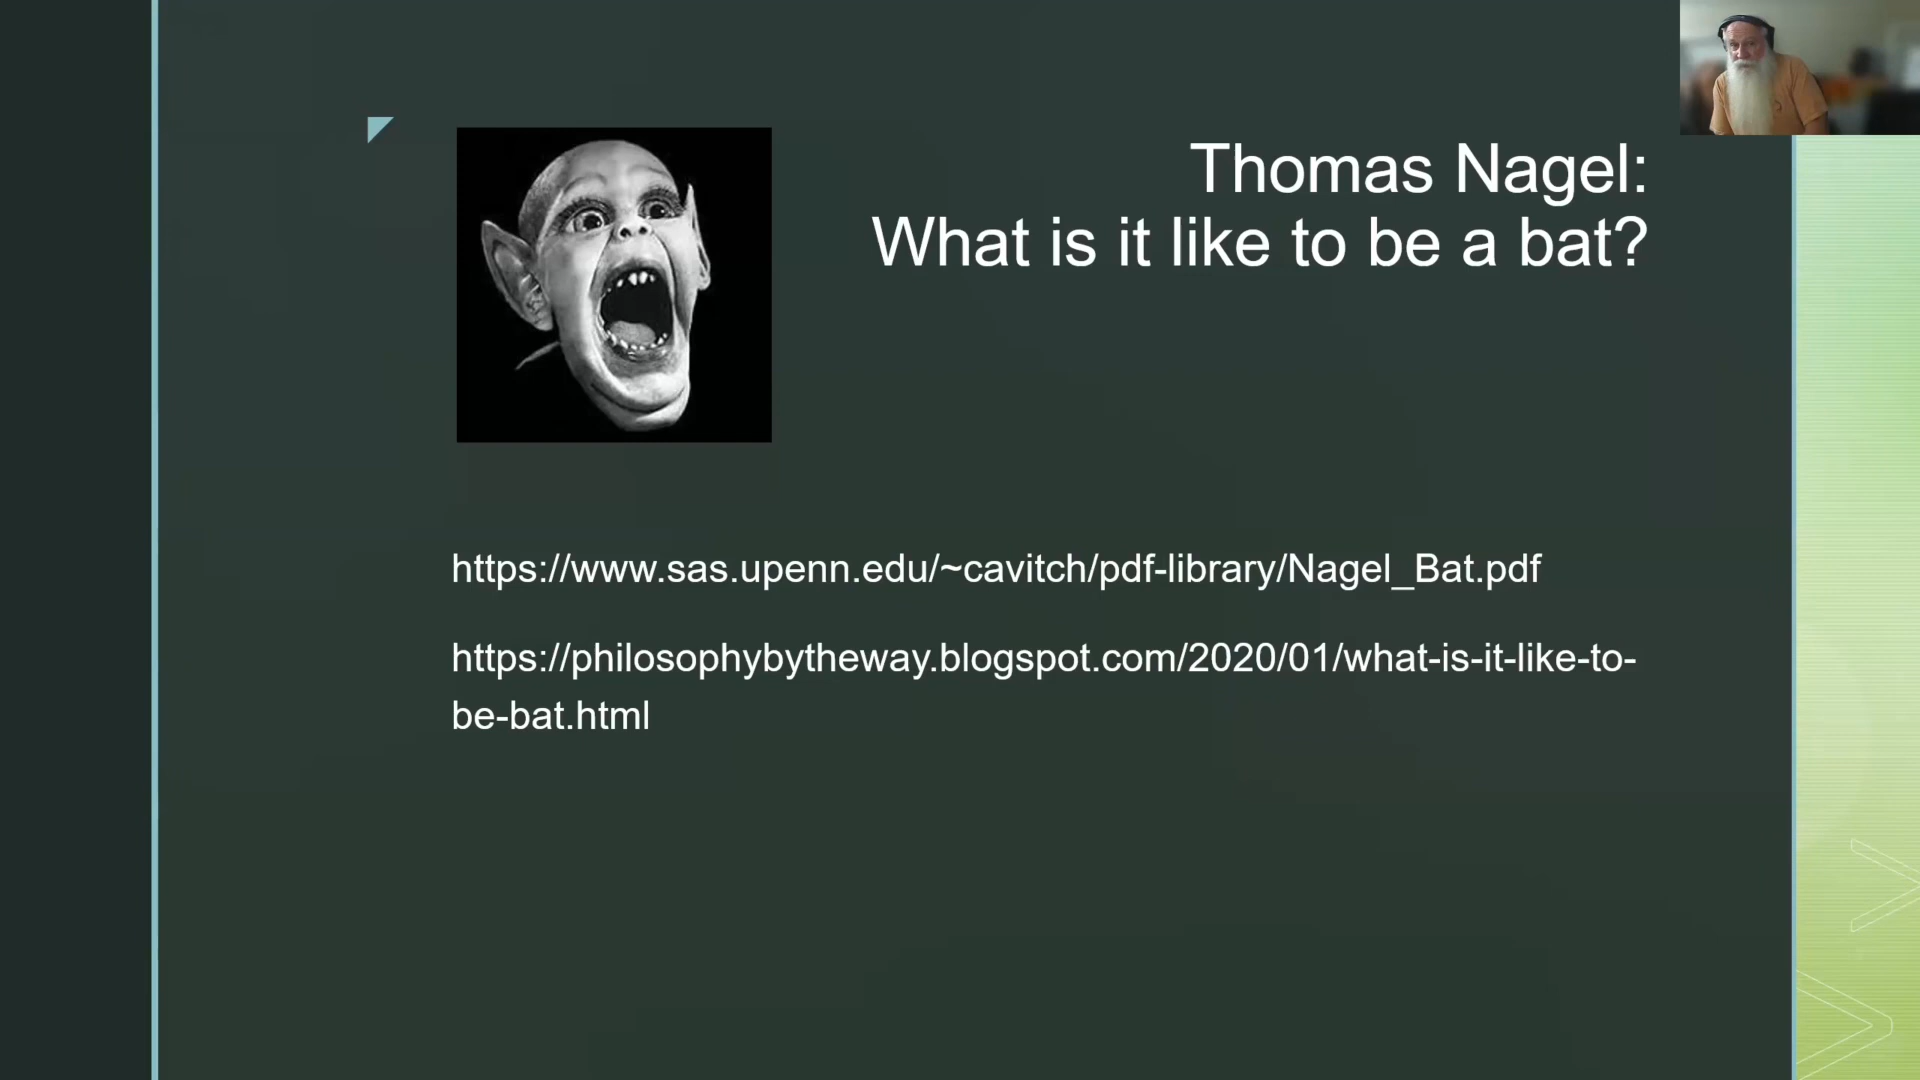 Thomas Nagel:
What is it like to be a bat?
https://www.sas.upenn.edu/~cavitch/pdf-library/Nagel_Bat.pdf
https://philosophybytheway.blogspot.com/2020/01/what-is-it-like-to-
be-bat.html